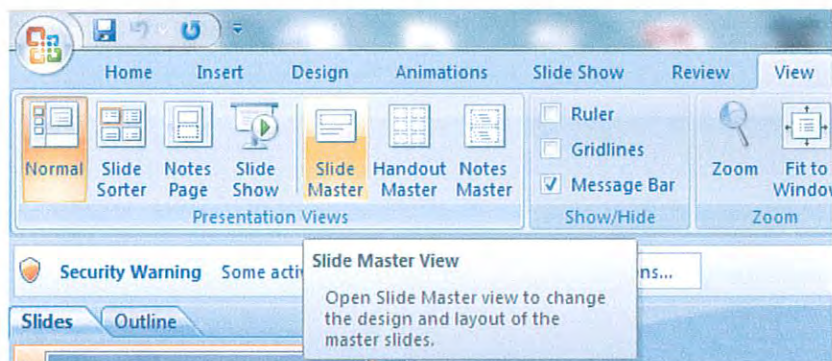 Home Insert Design Animations Slide Show Review View
Normal Slide Sorter Notes Page Slide Show Slide Master Handout Master Notes Master
Ruler
Gridlines
Message Bar
Zoom Fit to
Presentation Views Show/Hide Zoom
Security Warning Some ns...
Slide Master View
Open Slide Master view to change
the design and layout of the
master slides.
Slides Outline